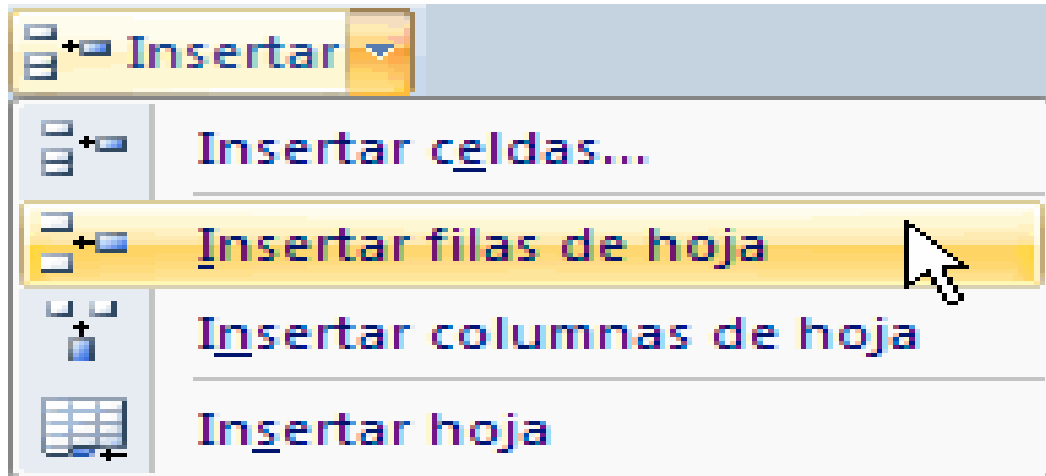 Insertar
Insertar celdas...
Insertar filas de hoja
Insertar columnas de hoja
Insertar hoja